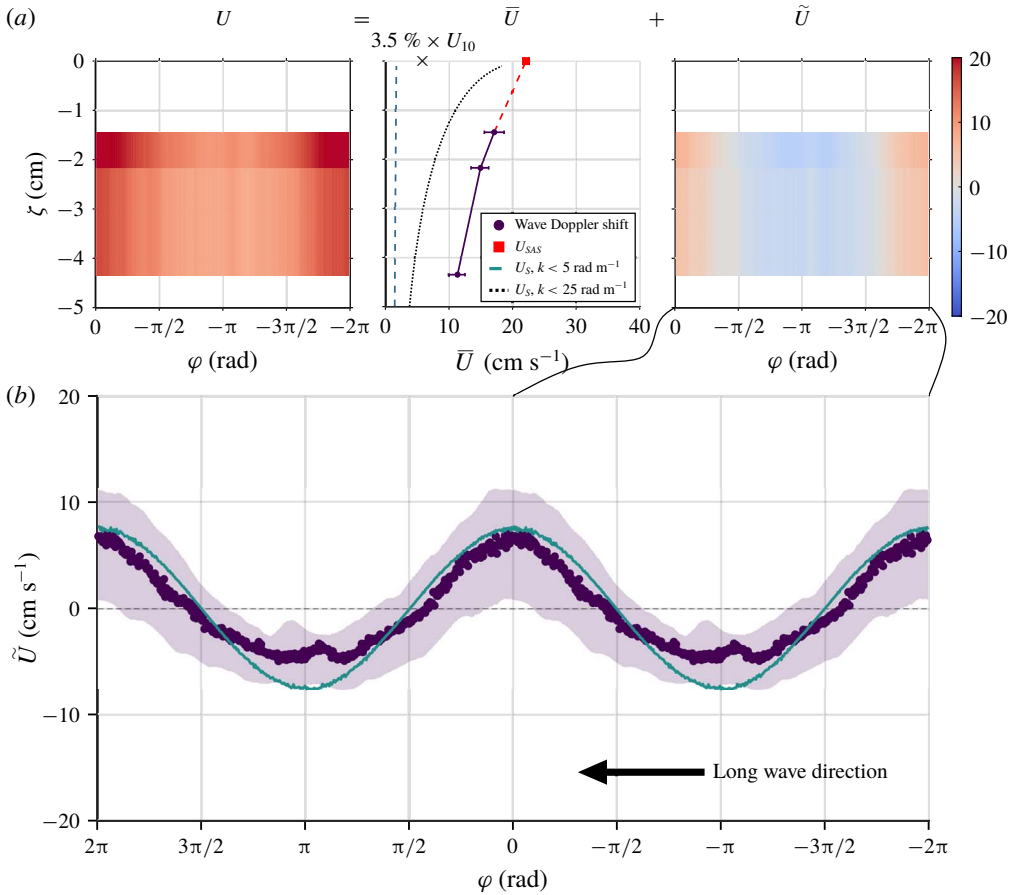 (a) U = U̅ + Ũ
3.5 % × U₁₀
0
−1
−2
−3
−4
−5
ζ (cm)
0 −π/2 −π −3π/2 −2π
φ (rad)
Wave Doppler shift
U_SAS
U_S, k < 5 rad m⁻¹
U_S, k < 25 rad m⁻¹
0 10 20 30 40
U̅ (cm s⁻¹)
0 −π/2 −π −3π/2 −2π
φ (rad)
20
10
0
−10
−20
(b)
20
10
0
−10
−20
Ũ (cm s⁻¹)
Long wave direction
2π 3π/2 π π/2 0 −π/2 −π −3π/2 −2π
φ (rad)